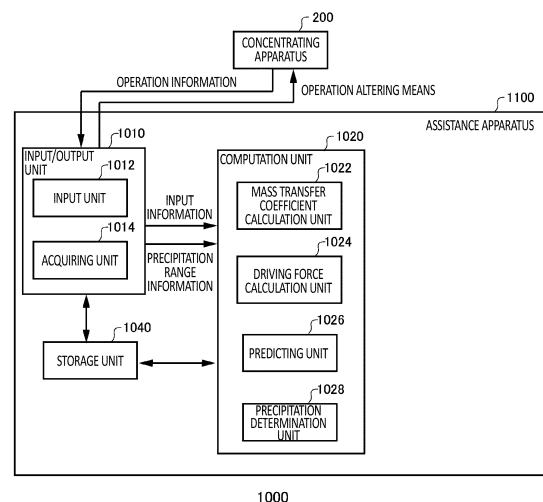 200
CONCENTRATING
APPARATUS
OPERATION INFORMATION
OPERATION ALTERING MEANS
1100
ASSISTANCE APPARATUS
1010
INPUT/OUTPUT
UNIT
1012
INPUT UNIT
1014
ACQUIRING UNIT
INPUT
INFORMATION
PRECIPITATION
RANGE
INFORMATION
1020
COMPUTATION UNIT
1022
MASS TRANSFER
COEFFICIENT
CALCULATION UNIT
1024
DRIVING FORCE
CALCULATION UNIT
1026
PREDICTING UNIT
1028
PRECIPITATION
DETERMINATION
UNIT
1040
STORAGE UNIT
1000